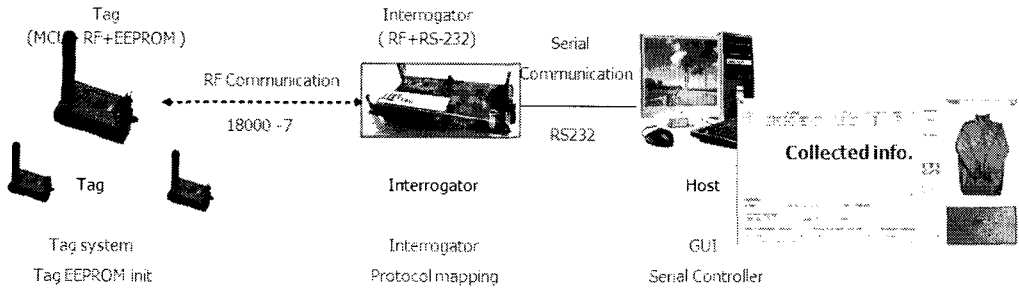 Tag
(MCU+ RF+EEPROM )
Interrogator
( RF+RS-232)
Serial
Communication
RF Communication
18000 -7
RS232
Collected info.
Tag
Interrogator
Host
Tag system
Interrogator
GUI
Tag EEPROM init
Protocol mapping
Serial Controller